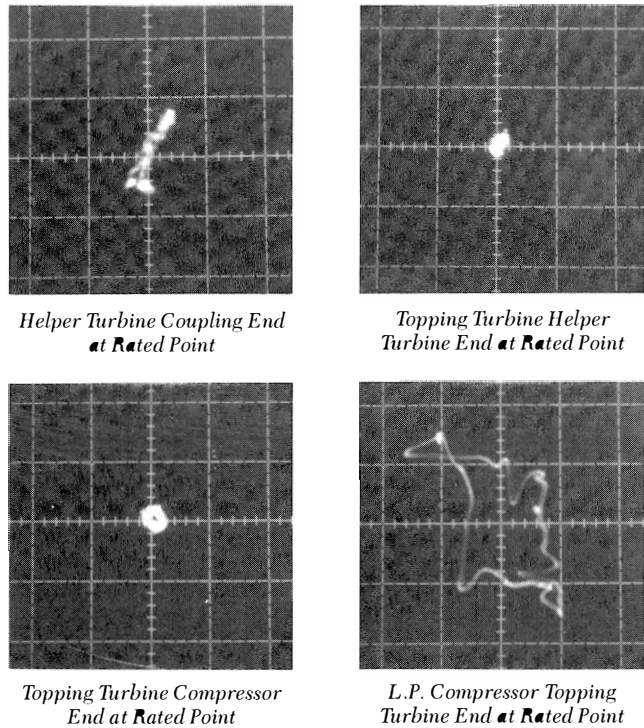 Helper Turbine Coupling End
at Rated Point
Topping Turbine Helper
Turbine End at Rated Point
Topping Turbine Compressor
End at Rated Point
L.P. Compressor Topping
Turbine End at Rated Point